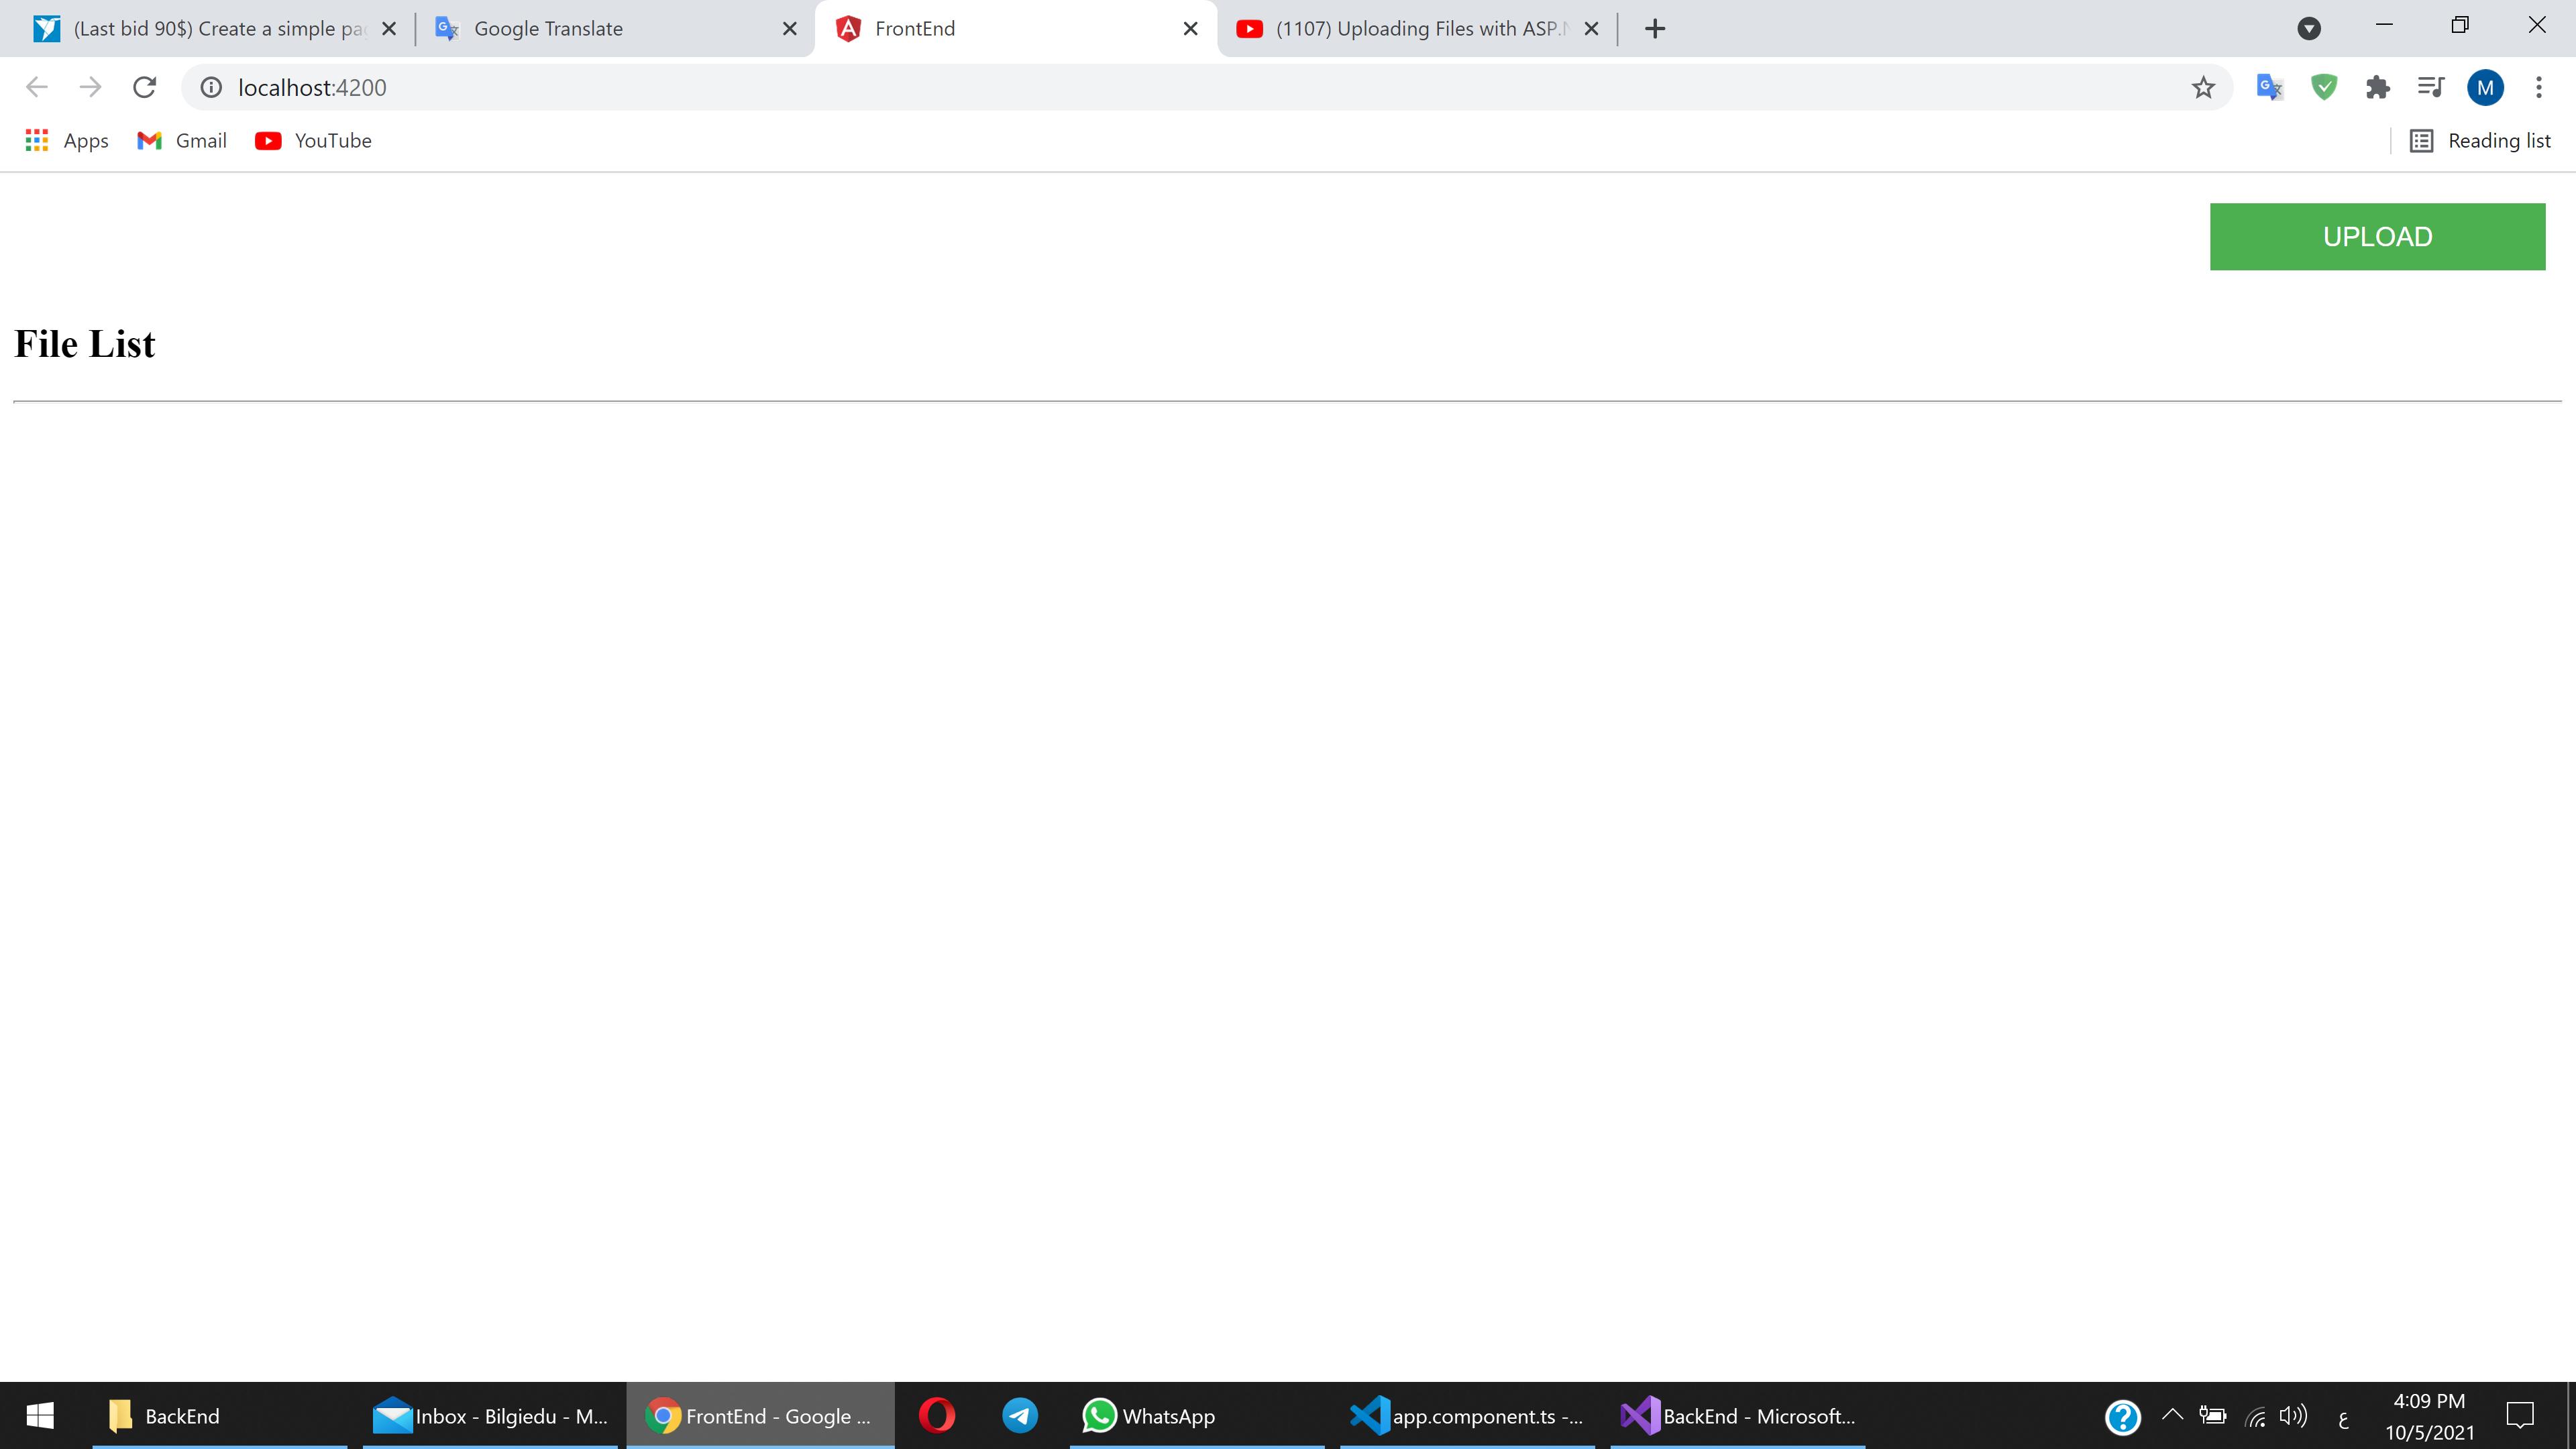 (Last bid 90$) Create a simple pa
Google Translate
FrontEnd
(1107) Uploading Files with ASP.N
localhost:4200
M
Apps
Gmail
YouTube
Reading list
UPLOAD
File List
BackEnd
Inbox - Bilgiedu - M...
FrontEnd - Google ...
WhatsApp
app.component.ts -...
BackEnd - Microsoft...
ع
4:09 PM
10/5/2021